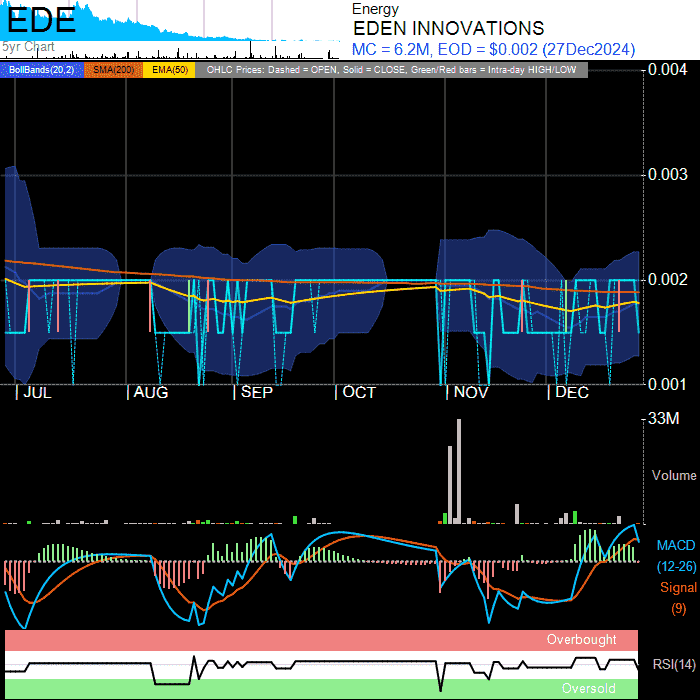 EDE
5yr Chart
Energy
EDEN INNOVATIONS
MC = 6.2M, EOD = $0.002 (27Dec2024)
BollBands(20,2) SMA(200) EMA(50) OHLC Prices: Dashed = OPEN, Solid = CLOSE, Green/Red bars = Intra-day HIGH/LOW
0.004
0.003
0.002
0.001
JUL AUG SEP OCT NOV DEC
33M
Volume
MACD
(12-26)
Signal
(9)
Overbought
RSI(14)
Oversold